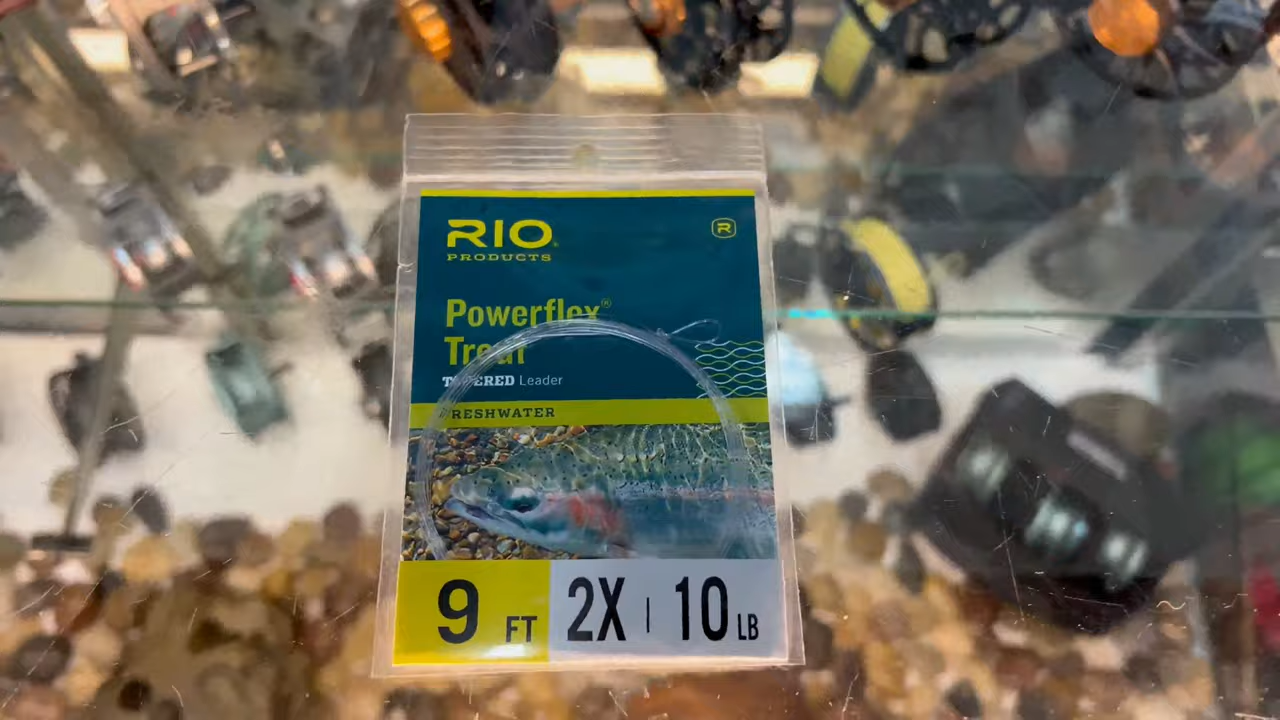 RIO
PRODUCTS
R
Powerflex®
Trout
TAPERED Leader
FRESHWATER
9 FT 2X | 10 LB